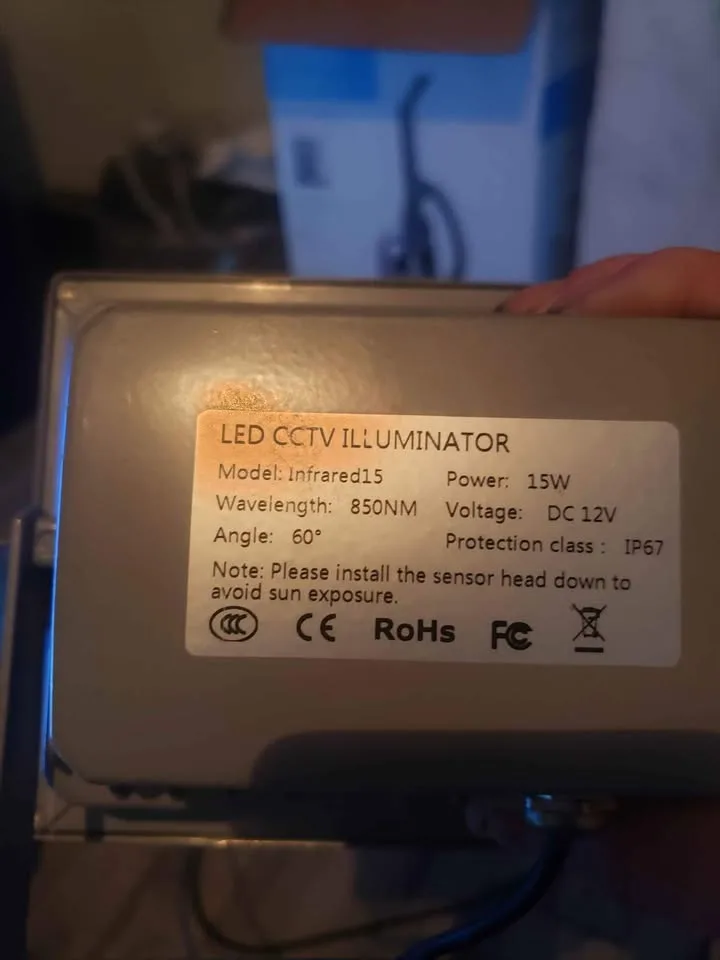 LED CCTV ILLUMINATOR
Model: Infrared15 Power: 15W
Wavelength: 850NM Voltage: DC 12V
Angle: 60° Protection class : IP67
Note: Please install the sensor head down to
avoid sun exposure.
CCC CE RoHs FC